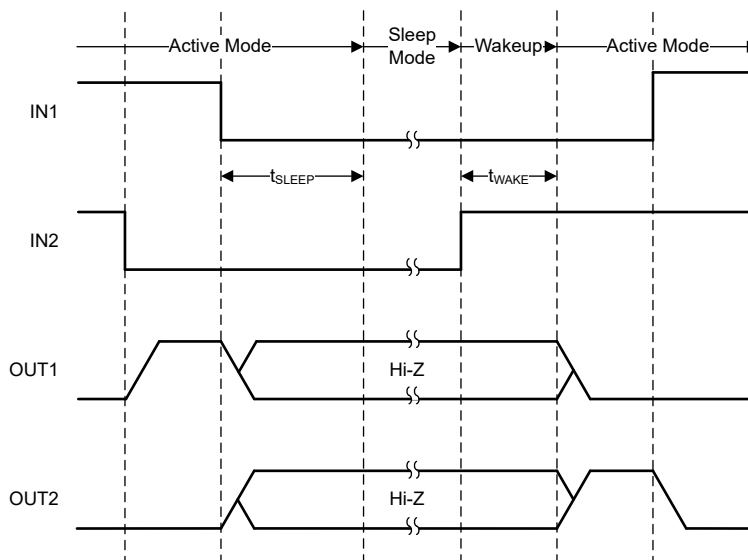 Active Mode
Sleep
Mode
Wakeup
Active Mode
IN1
tSLEEP
tWAKE
IN2
OUT1
Hi-Z
OUT2
Hi-Z